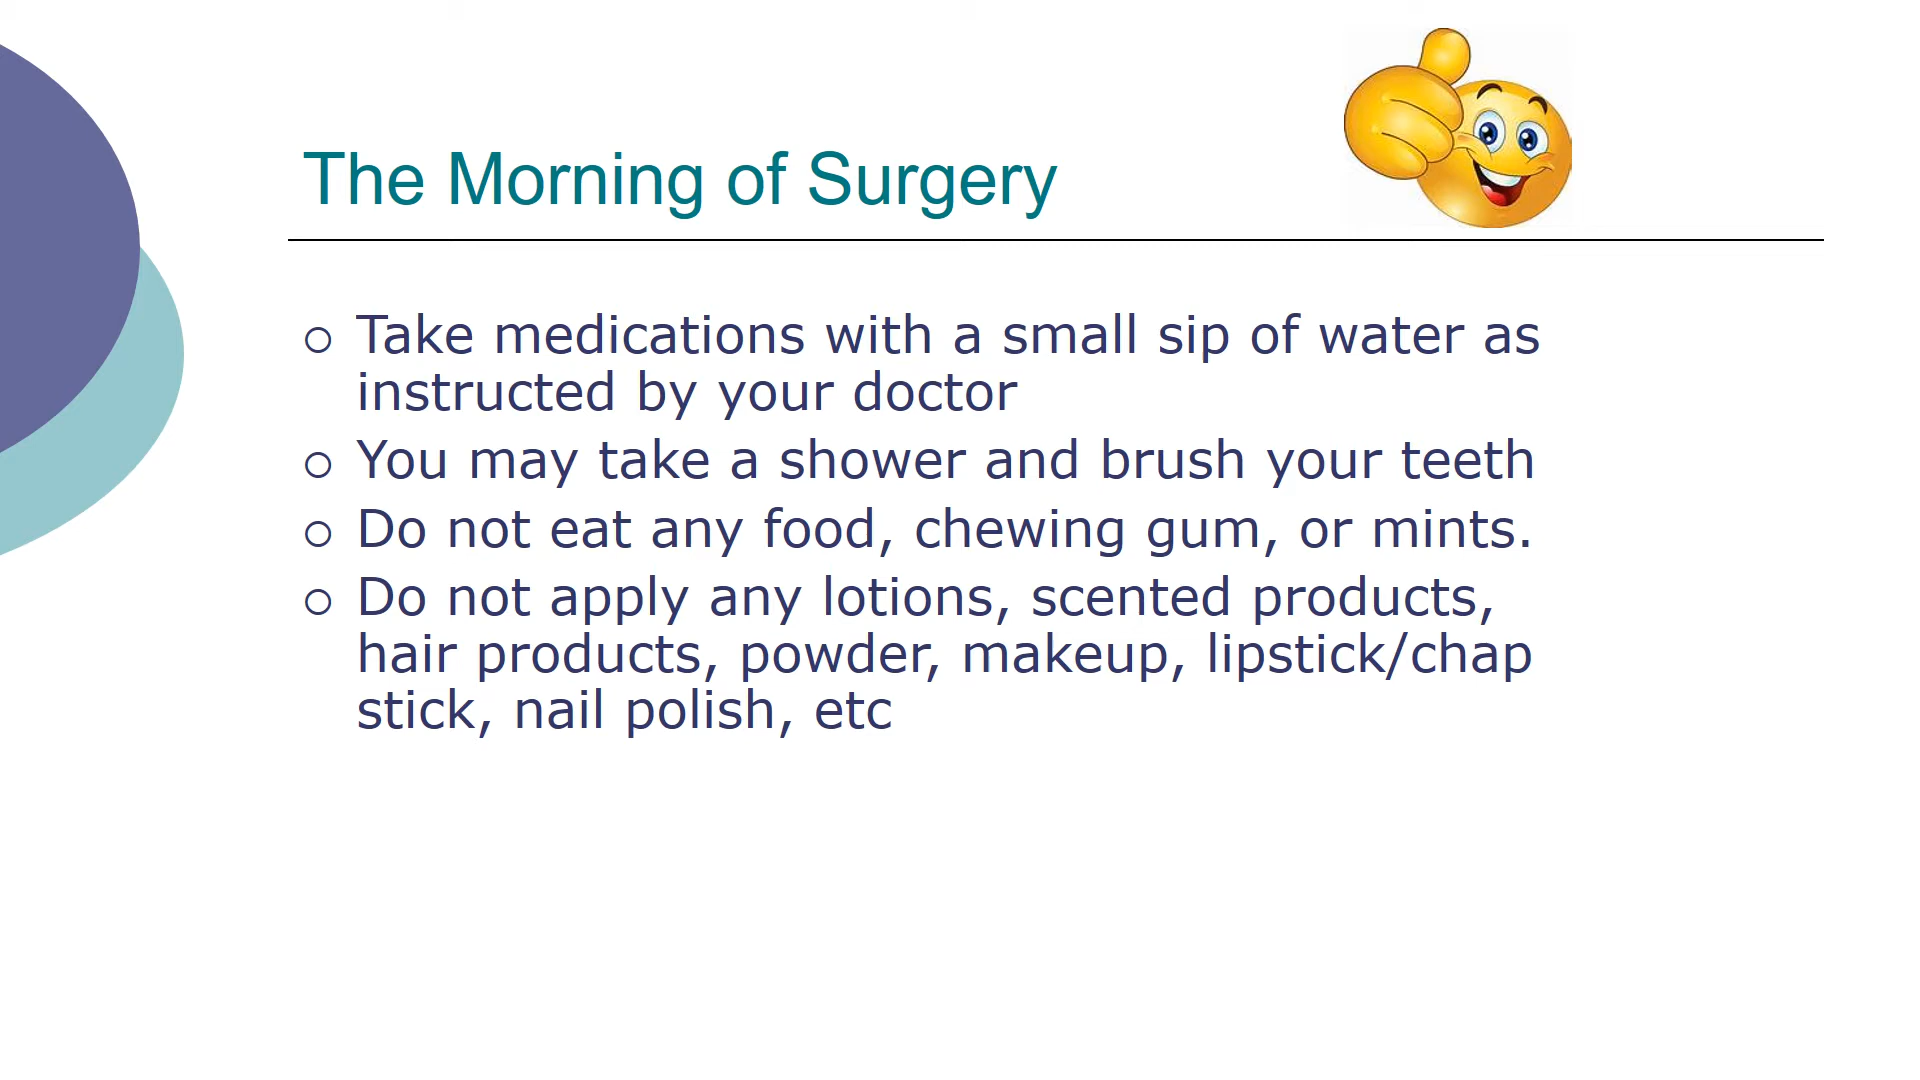 The Morning of Surgery
Take medications with a small sip of water as
instructed by your doctor
You may take a shower and brush your teeth
Do not eat any food, chewing gum, or mints.
Do not apply any lotions, scented products,
hair products, powder, makeup, lipstick/chap
stick, nail polish, etc